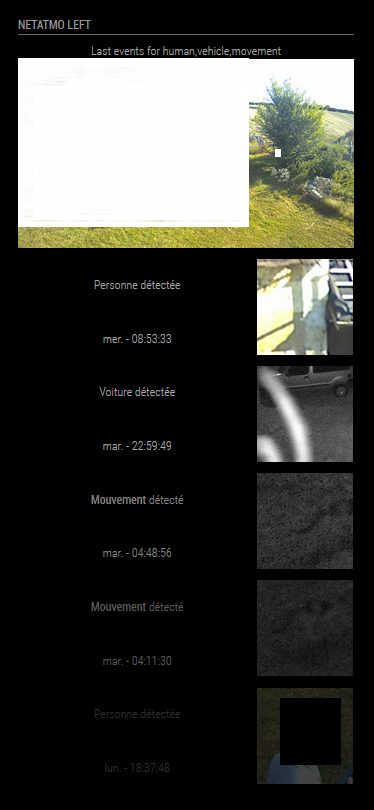 NETATMO LEFT
Last events for human,vehicle,movement
Personne détectée
mer. - 08:53:33
Voiture détectée
mar. - 22:59:49
Mouvement détecté
mar. - 04:48:56
Mouvement détecté
mar. - 04:11:30
Personne détectée
lun. - 18:37:48